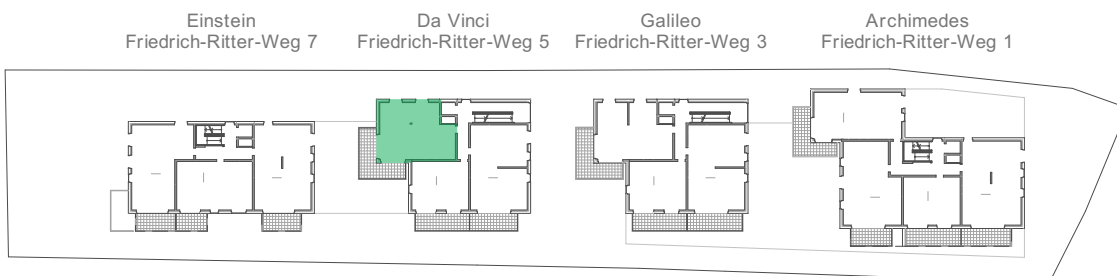 Einstein
Friedrich-Ritter-Weg 7
Da Vinci
Friedrich-Ritter-Weg 5
Galileo
Friedrich-Ritter-Weg 3
Archimedes
Friedrich-Ritter-Weg 1